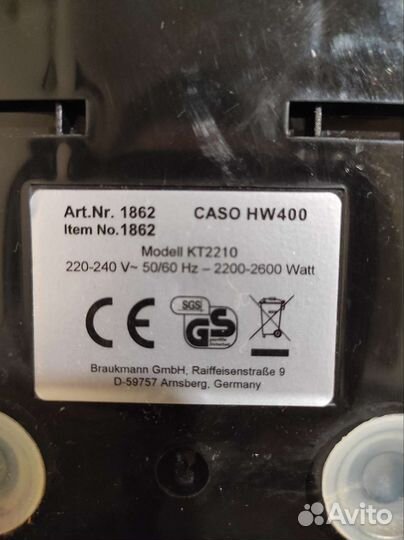 Art.Nr. 1862 CASO HW400
Item No.1862
Modell KT2210
220-240 V~ 50/60 Hz – 2200-2600 Watt
CE
SGS
GS
Braukmann GmbH, Raiffeisenstraße 9
D-59757 Arnsberg, Germany
Avito